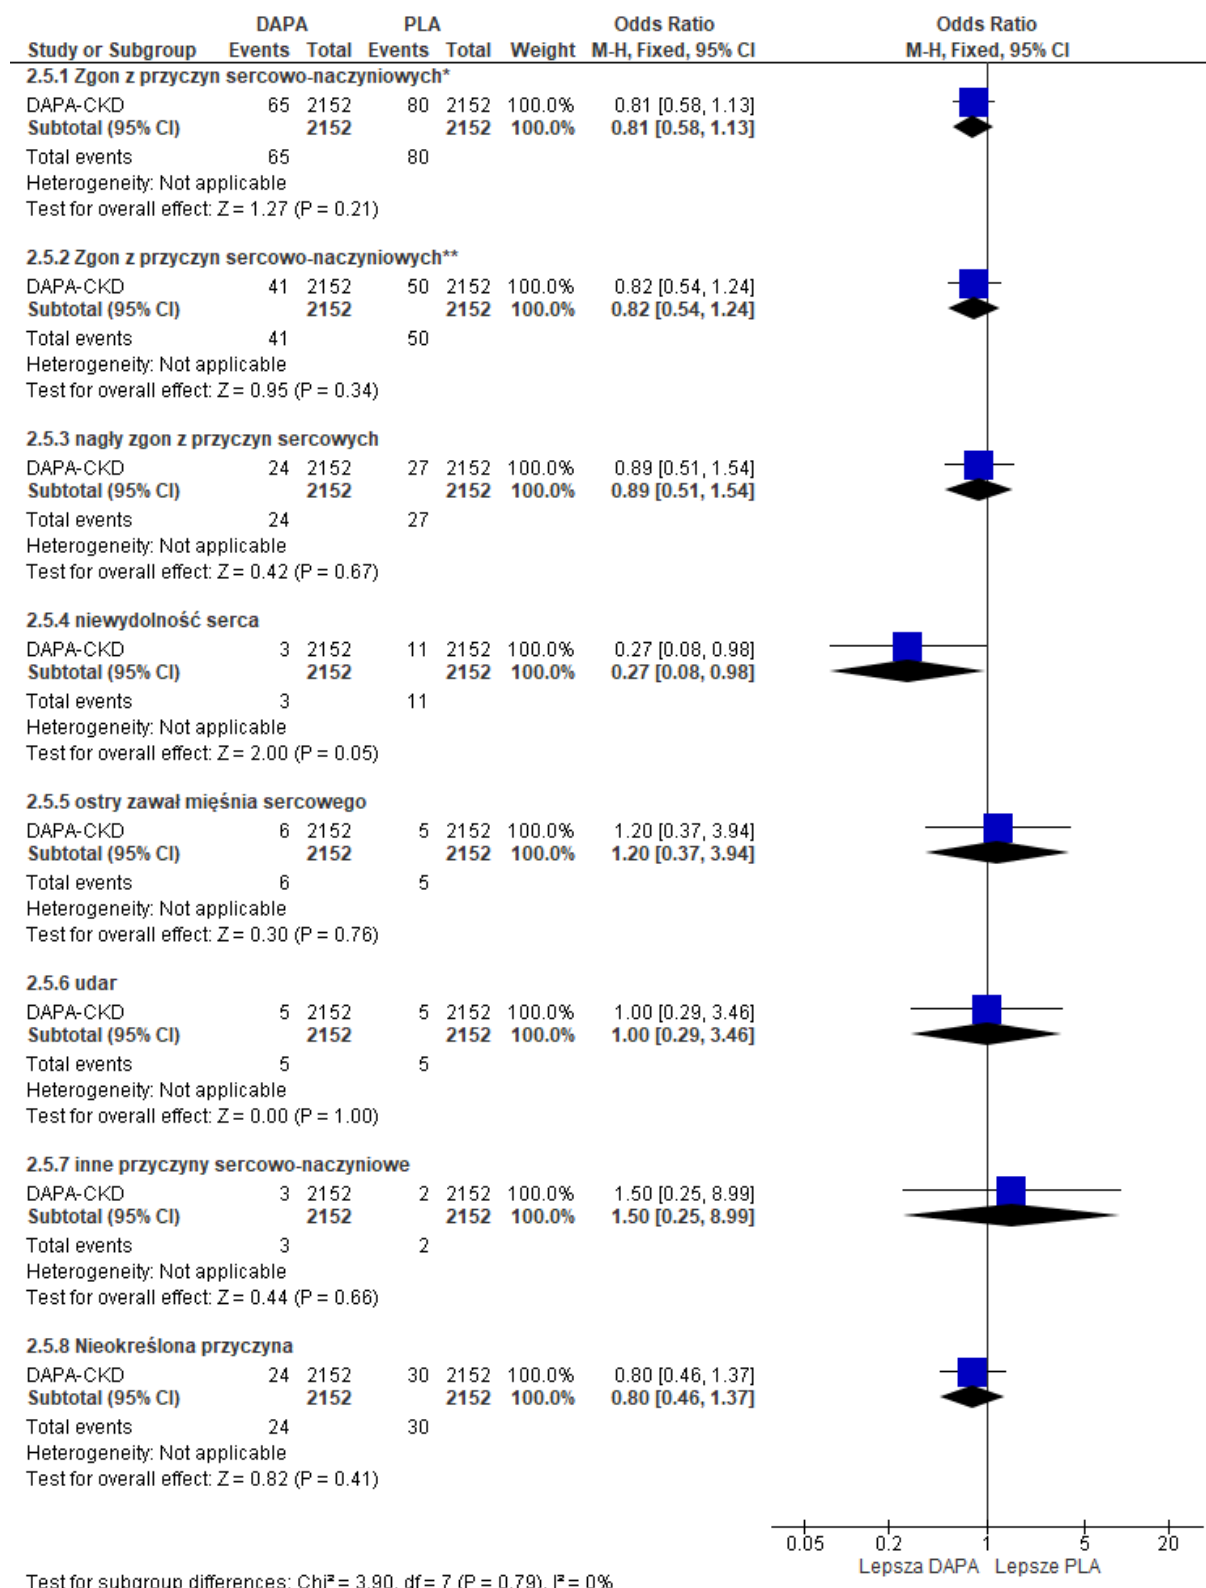 DAPA PLA Odds Ratio Odds Ratio
Study or Subgroup Events Total Events Total Weight M-H, Fixed, 95% CI M-H, Fixed, 95% CI
2.5.1 Zgon z przyczyn sercowo-naczyniowych*
DAPA-CKD 65 2152 80 2152 100.0% 0.81 [0.58, 1.13]
Subtotal (95% CI) 2152 2152 100.0% 0.81 [0.58, 1.13]
Total events 65 80
Heterogeneity: Not applicable
Test for overall effect: Z = 1.27 (P = 0.21)
2.5.2 Zgon z przyczyn sercowo-naczyniowych**
DAPA-CKD 41 2152 50 2152 100.0% 0.82 [0.54, 1.24]
Subtotal (95% CI) 2152 2152 100.0% 0.82 [0.54, 1.24]
Total events 41 50
Heterogeneity: Not applicable
Test for overall effect: Z = 0.95 (P = 0.34)
2.5.3 nagły zgon z przyczyn sercowych
DAPA-CKD 24 2152 27 2152 100.0% 0.89 [0.51, 1.54]
Subtotal (95% CI) 2152 2152 100.0% 0.89 [0.51, 1.54]
Total events 24 27
Heterogeneity: Not applicable
Test for overall effect: Z = 0.42 (P = 0.67)
2.5.4 niewydolność serca
DAPA-CKD 3 2152 11 2152 100.0% 0.27 [0.08, 0.98]
Subtotal (95% CI) 2152 2152 100.0% 0.27 [0.08, 0.98]
Total events 3 11
Heterogeneity: Not applicable
Test for overall effect: Z = 2.00 (P = 0.05)
2.5.5 ostry zawał mięśnia sercowego
DAPA-CKD 6 2152 5 2152 100.0% 1.20 [0.37, 3.94]
Subtotal (95% CI) 2152 2152 100.0% 1.20 [0.37, 3.94]
Total events 6 5
Heterogeneity: Not applicable
Test for overall effect: Z = 0.30 (P = 0.76)
2.5.6 udar
DAPA-CKD 5 2152 5 2152 100.0% 1.00 [0.29, 3.46]
Subtotal (95% CI) 2152 2152 100.0% 1.00 [0.29, 3.46]
Total events 5 5
Heterogeneity: Not applicable
Test for overall effect: Z = 0.00 (P = 1.00)
2.5.7 inne przyczyny sercowo-naczyniowe
DAPA-CKD 3 2152 2 2152 100.0% 1.50 [0.25, 8.99]
Subtotal (95% CI) 2152 2152 100.0% 1.50 [0.25, 8.99]
Total events 3 2
Heterogeneity: Not applicable
Test for overall effect: Z = 0.44 (P = 0.66)
2.5.8 Nieokreślona przyczyna
DAPA-CKD 24 2152 30 2152 100.0% 0.80 [0.46, 1.37]
Subtotal (95% CI) 2152 2152 100.0% 0.80 [0.46, 1.37]
Total events 24 30
Heterogeneity: Not applicable
Test for overall effect: Z = 0.82 (P = 0.41)
0.05 0.2 1 5 20
Lepsza DAPA Lepsze PLA
Test for subgroup differences: Chi² = 3.90, df = 7 (P = 0.79), I² = 0%